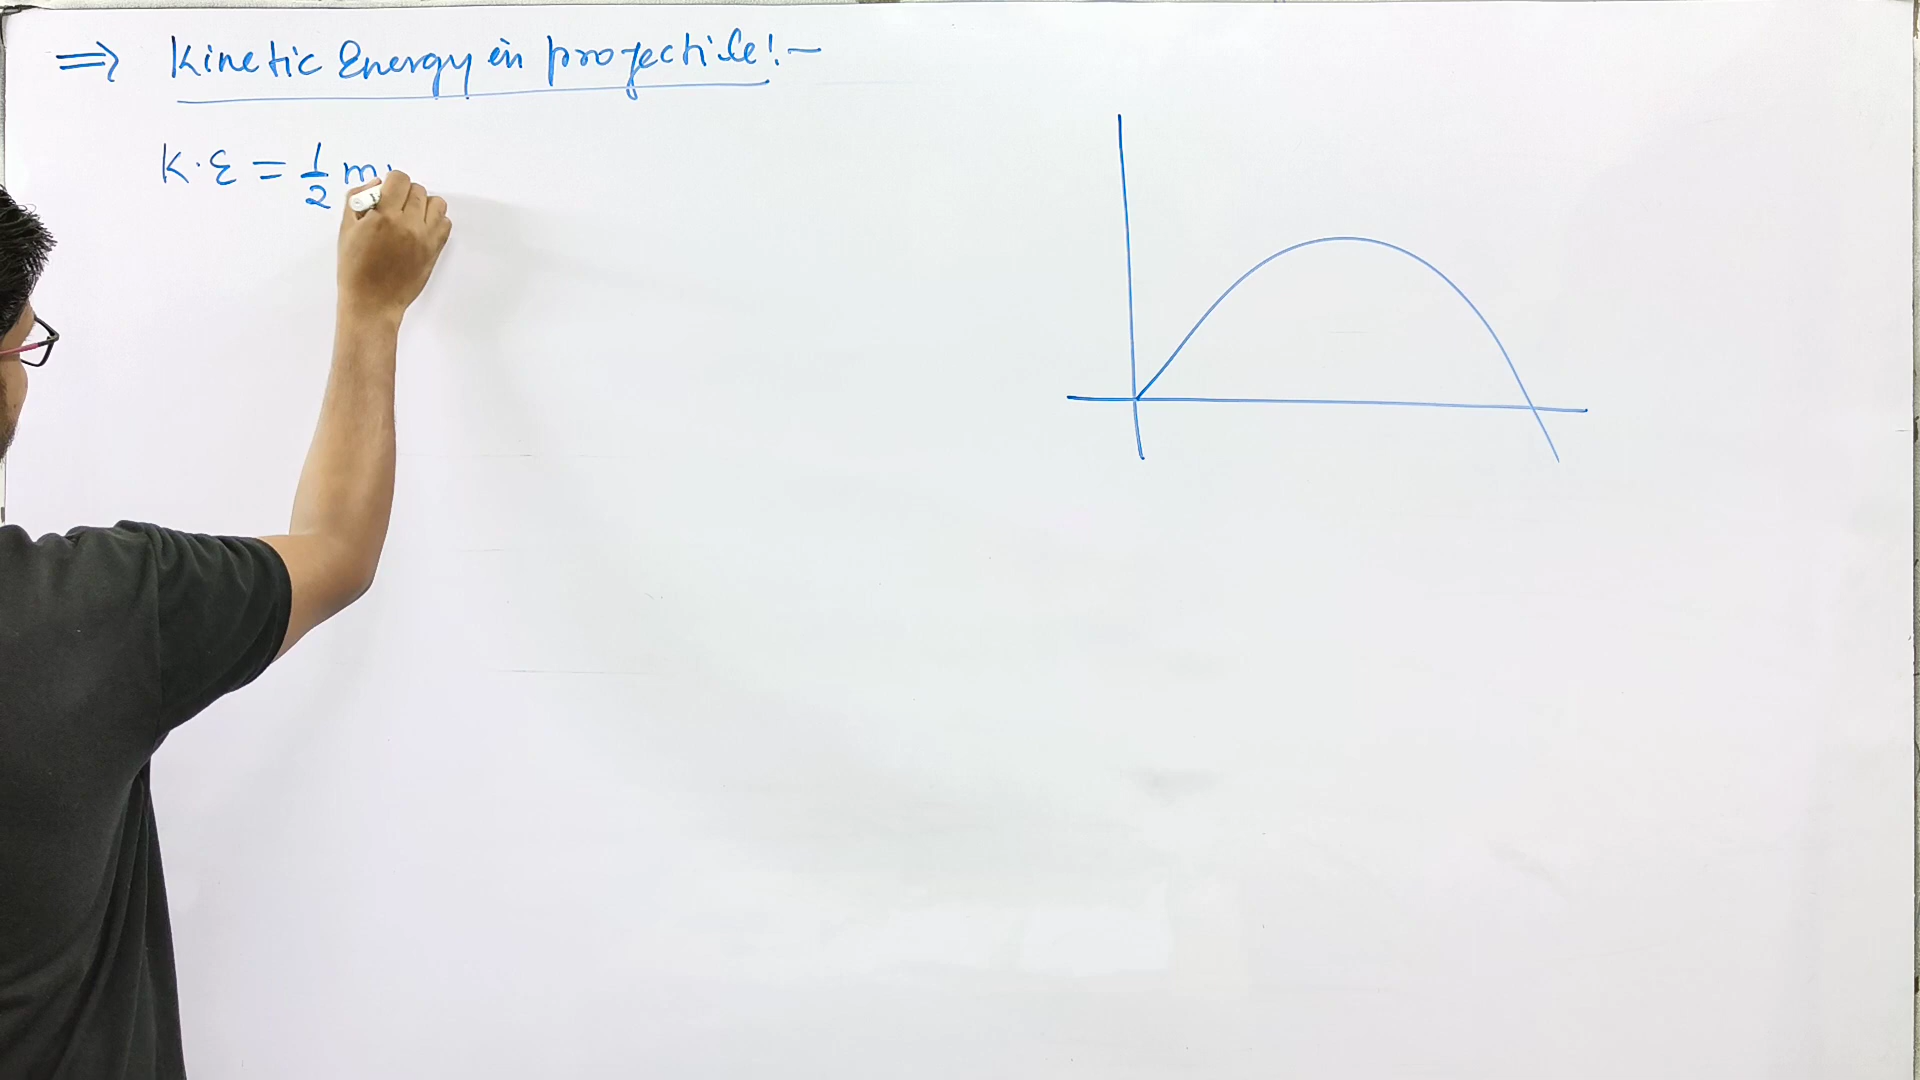 ⇒ Kinetic Energy in projectile :-
K.E = 1/2 m